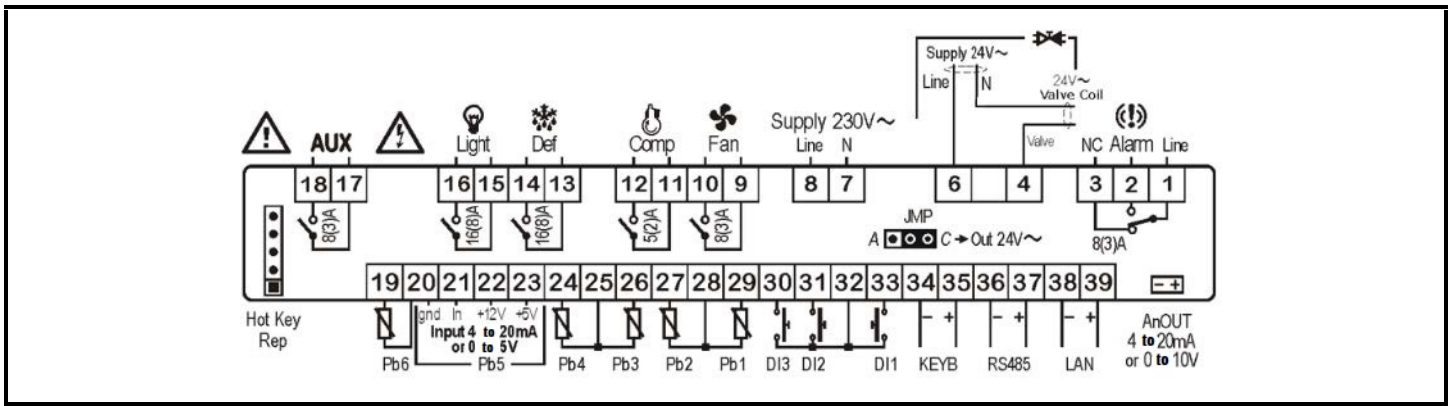 Supply 24V～
Line N
24V～
Valve Coil
AUX
Light
Def
Comp
Fan
Supply 230V～
Line N
Valve
NC Alarm Line
18 17 16 15 14 13 12 11 10 9 8 7 6 4 3 2 1
8(3)A
16(8)A
16(8)A
5(2)A
8(3)A
JMP
A C → Out 24V～
8(3)A
19 20 21 22 23 24 25 26 27 28 29 30 31 32 33 34 35 36 37 38 39
- +
gnd In +12V +5V
Input 4 to 20mA
or 0 to 5V
- +
- +
- +
Hot Key
Rep
Pb6
Pb5
Pb4
Pb3
Pb2
Pb1
DI3
DI2
DI1
KEYB
RS485
LAN
AnOUT
4 to 20mA
or 0 to 10V